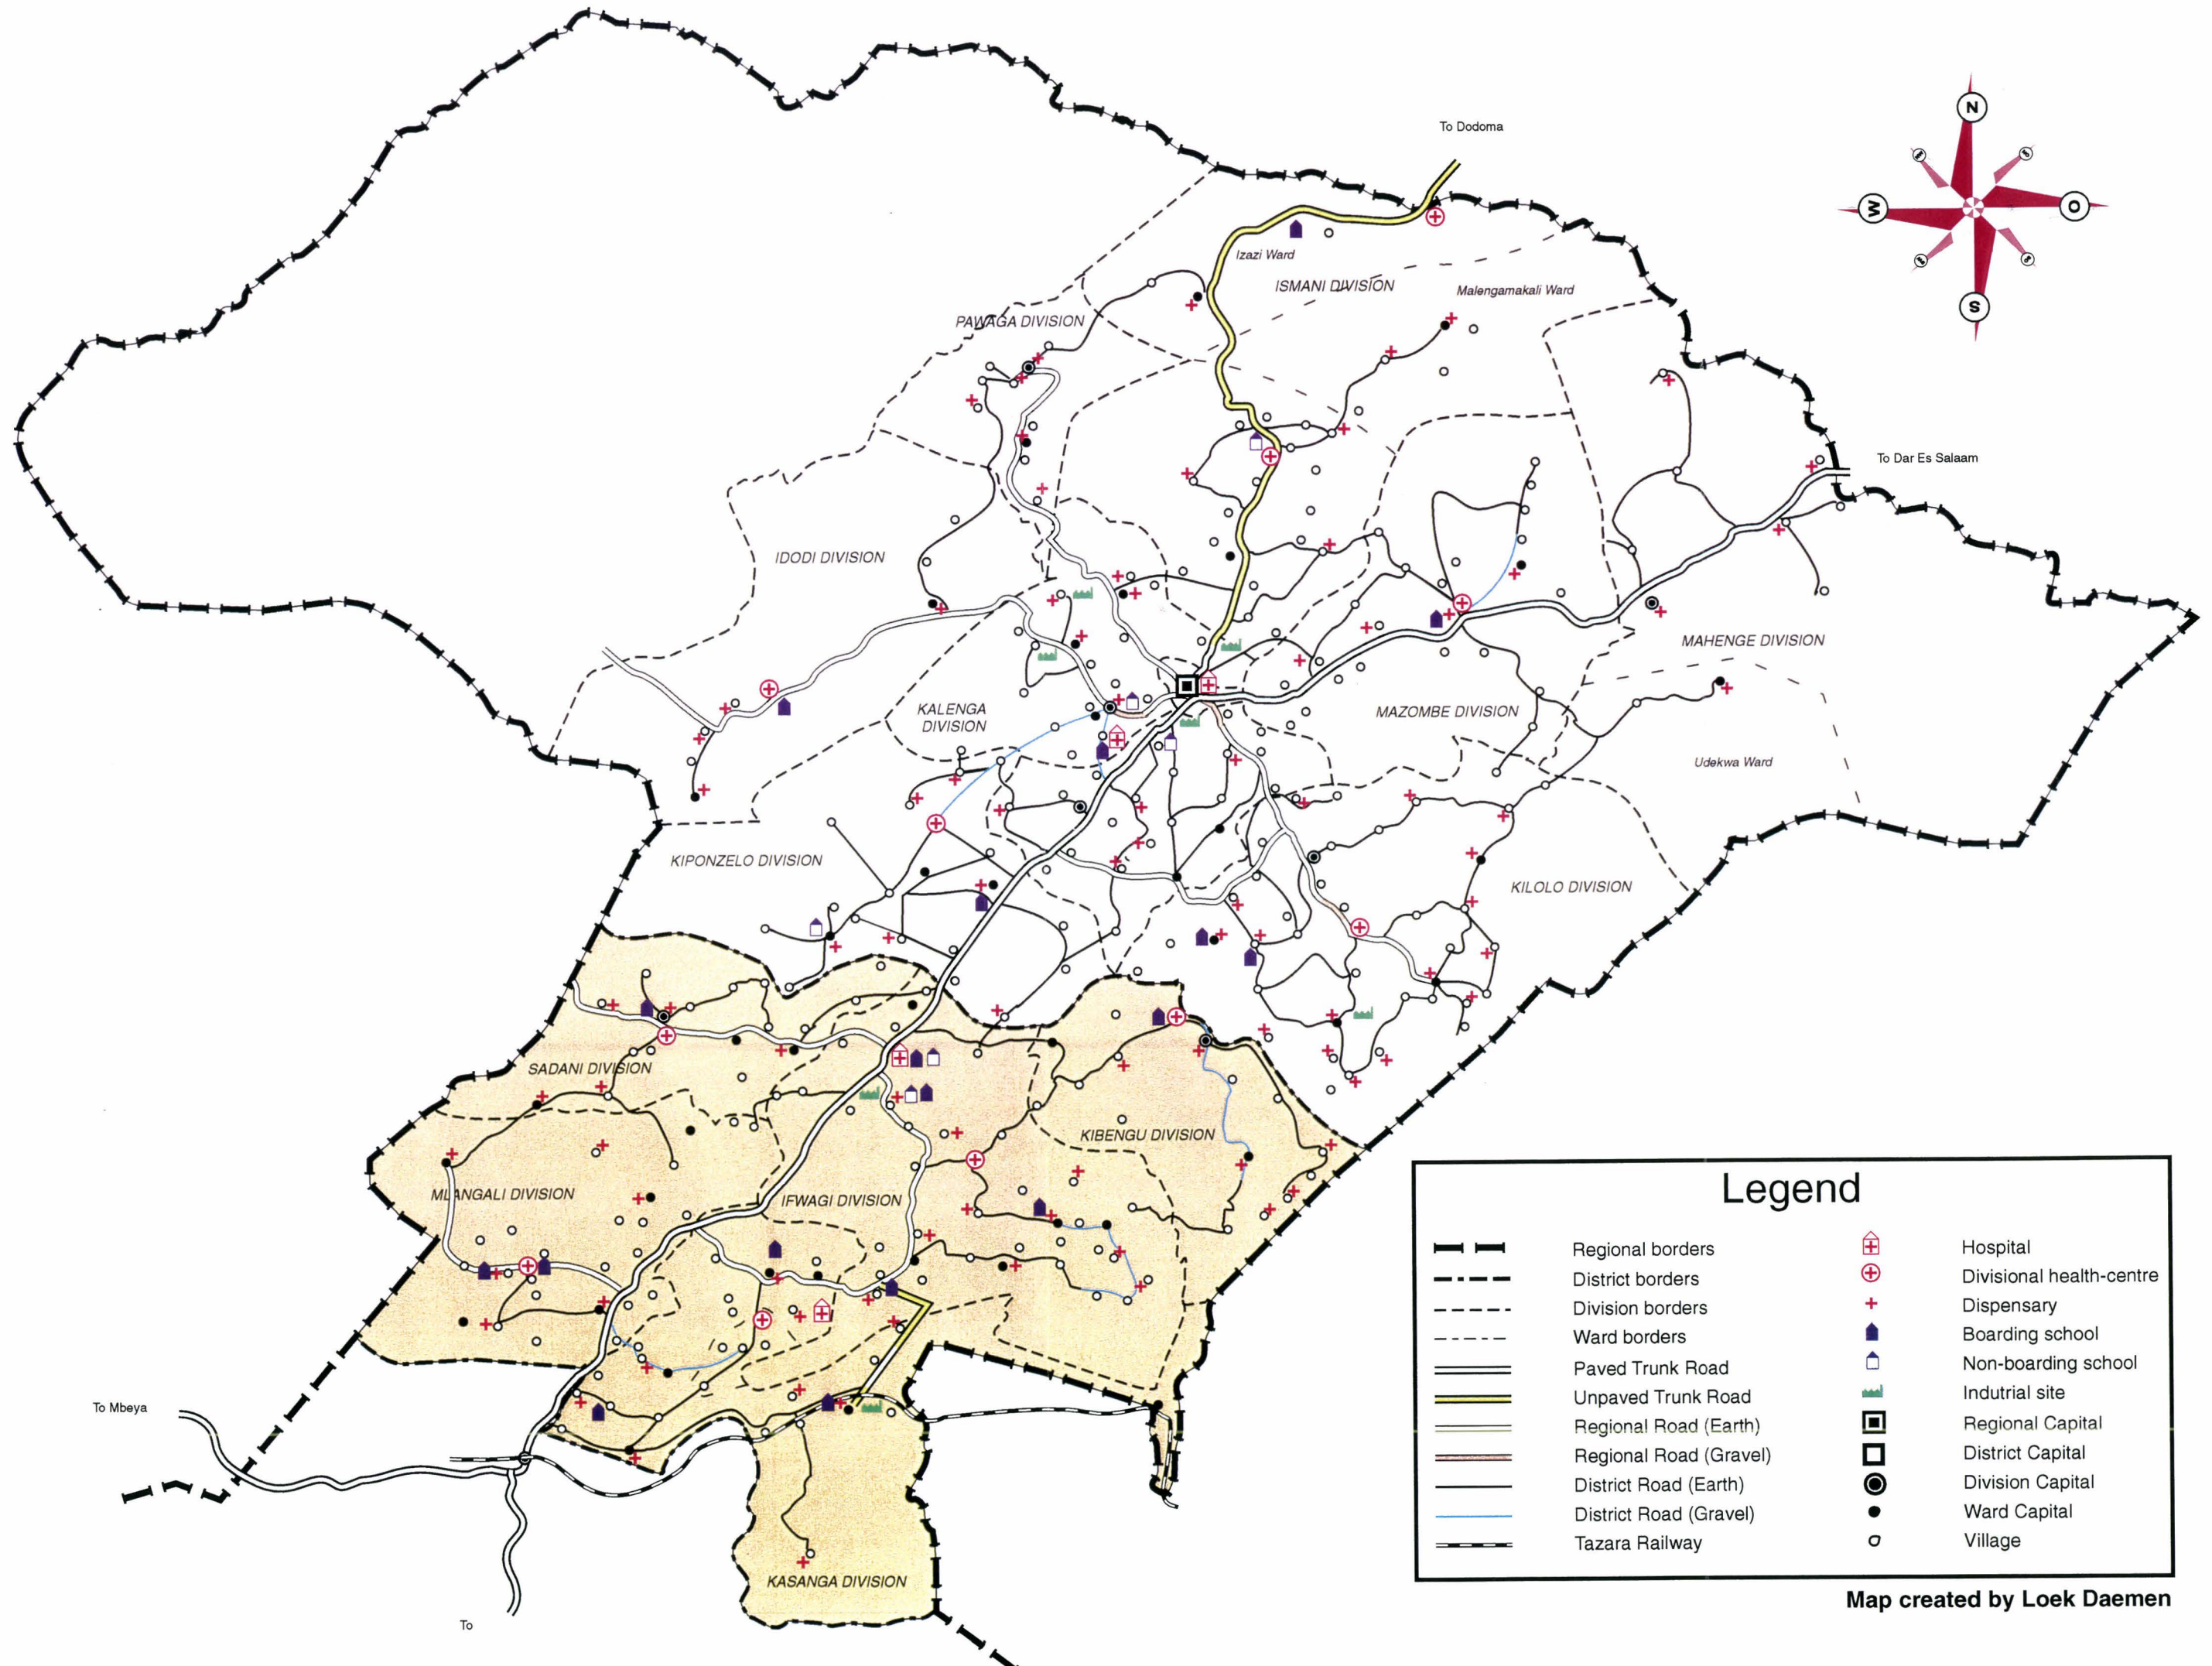 To Dodoma
N
W
O
S
Izazi Ward
ISMANI DIVISION
Malengamakali Ward
PAWAGA DIVISION
To Dar Es Salaam
IDODI DIVISION
MAHENGE DIVISION
KALENGA
DIVISION
MAZOMBE DIVISION
Udekwa Ward
KIPONZELO DIVISION
KILOLO DIVISION
SADANI DIVISION
KIBENGU DIVISION
MLANGALI DIVISION
IFWAGI DIVISION
To Mbeya
KASANGA DIVISION
To
Legend
Regional borders
District borders
Division borders
Ward borders
Paved Trunk Road
Unpaved Trunk Road
Regional Road (Earth)
Regional Road (Gravel)
District Road (Earth)
District Road (Gravel)
Tazara Railway
Hospital
Divisional health-centre
Dispensary
Boarding school
Non-boarding school
Indutrial site
Regional Capital
District Capital
Division Capital
Ward Capital
Village
Map created by Loek Daemen